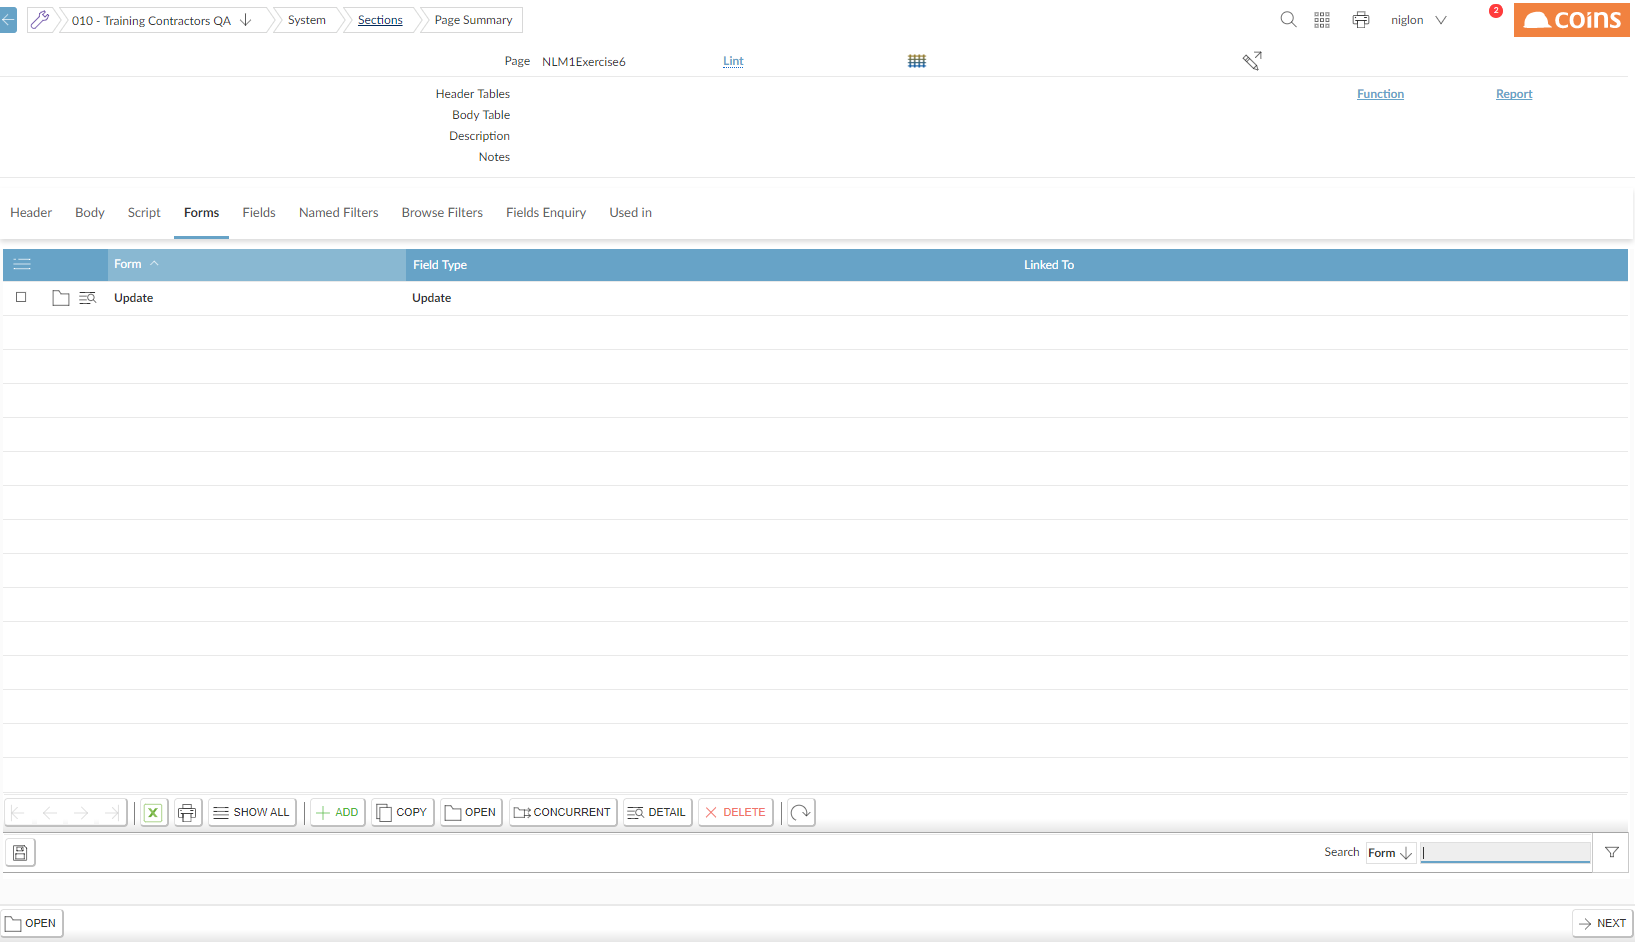 010 - Training Contractors QA
System
Sections
Page Summary
niglon
2
coins
Page NLM1Exercise6
Lint
Header Tables
Function
Report
Body Table
Description
Notes
Header
Body
Script
Forms
Fields
Named Filters
Browse Filters
Fields Enquiry
Used in
Form
Field Type
Linked To
Update
Update
SHOW ALL
ADD
COPY
OPEN
CONCURRENT
DETAIL
DELETE
Search
Form
OPEN
NEXT